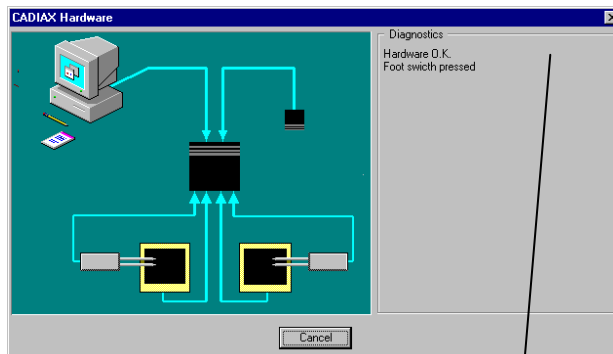 CADIAX Hardware
Diagnostics
Hardware O.K.
Foot swicth pressed
Cancel